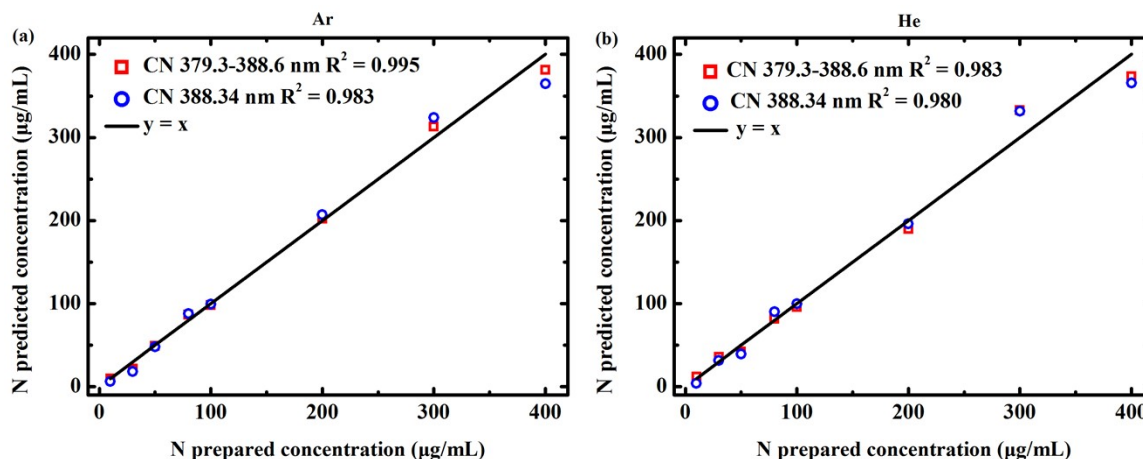 Ar
(a)
CN 379.3-388.6 nm R² = 0.995
CN 388.34 nm R² = 0.983
y = x
N predicted concentration (μg/mL)
400
300
200
100
0
0 100 200 300 400
N prepared concentration (μg/mL)
He
(b)
CN 379.3-388.6 nm R² = 0.983
CN 388.34 nm R² = 0.980
y = x
N predicted concentration (μg/mL)
400
300
200
100
0
0 100 200 300 400
N prepared concentration (μg/mL)